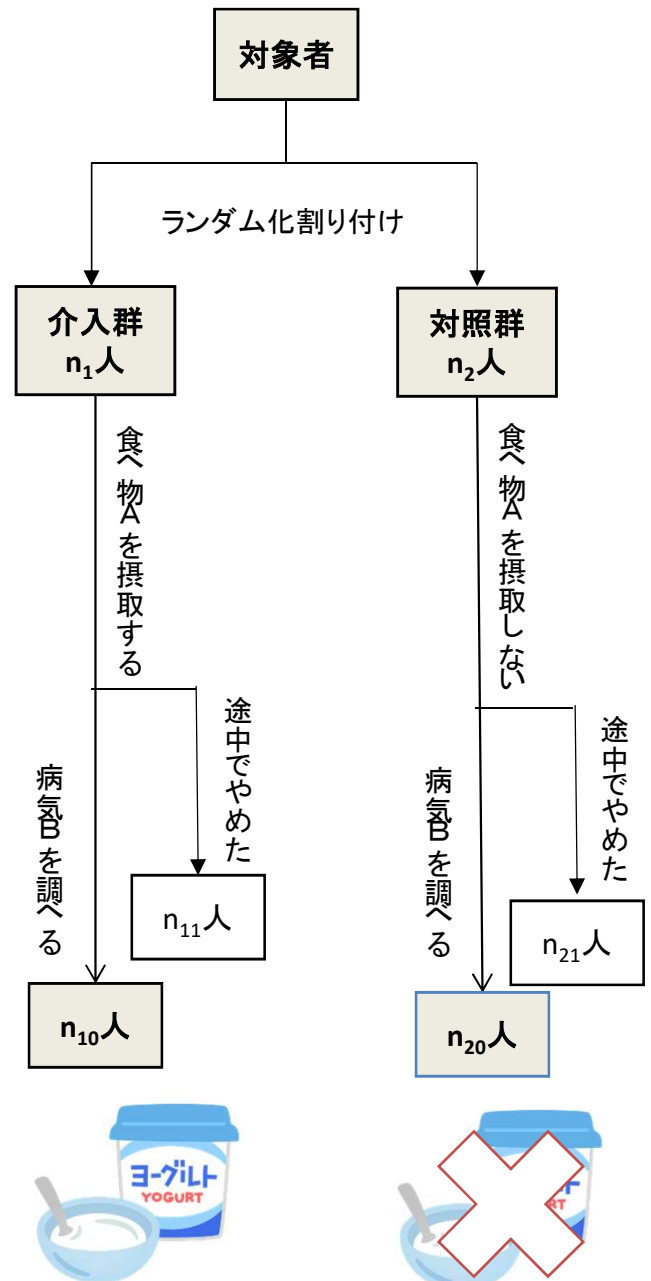 対象者
ランダム化割り付け
介入群
n₁人
対照群
n₂人
食べ物Aを摂取する
食べ物Aを摂取しない
途中でやめた
途中でやめた
病気Bを調べる
病気Bを調べる
n₁₁人
n₂₁人
n₁₀人
n₂₀人
ヨーグルト
YOGURT
ルト
RT